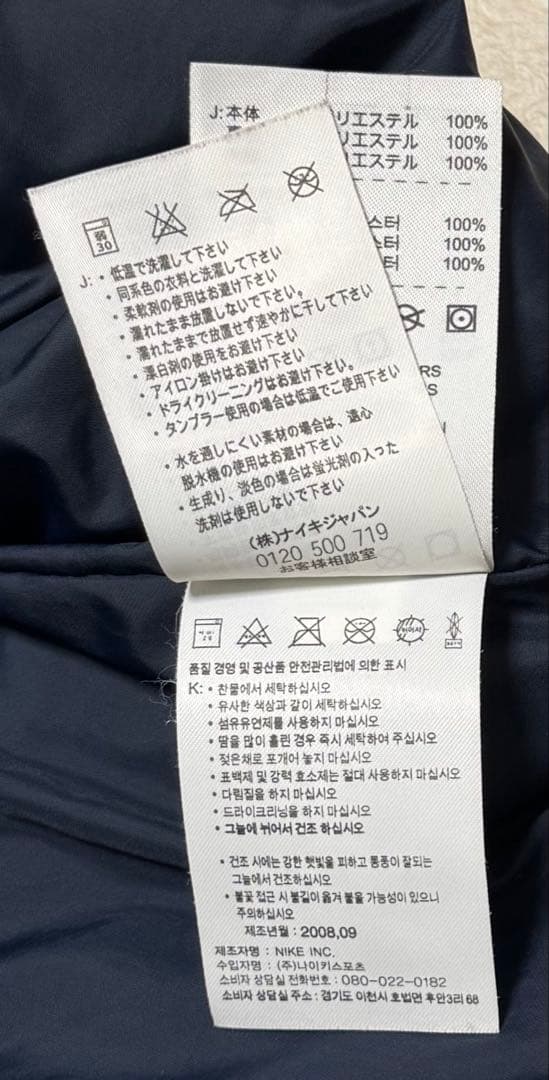 J: 本体
リエステル 100%
リエステル 100%
リエステル 100%
スター 100%
スター 100%
ター 100%
RS
S
弱
30
J: • 低温で洗濯して下さい
• 同系色の衣料と洗濯して下さい
• 柔軟剤の使用はお避け下さい
• 濡れたまま放置しないで下さい。
• 濡れたままで放置せず速やかに干して下さい
• 漂白剤の使用をお避け下さい
• アイロン掛けはお避け下さい
• ドライクリーニングはお避け下さい。
• タンブラー使用の場合は低温でご使用下さい
• 水を通しにくい素材の場合は、遠心
脱水機の使用はお避け下さい
• 生成り、淡色の場合は蛍光剤の入った
洗剤は使用しないで下さい
(株)ナイキジャパン
0120 500 719
お客様相談室
품질 경영 및 공산품 안전관리법에 의한 표시
K: • 찬물에서 세탁하십시오
• 유사한 색상과 같이 세탁하십시오
• 섬유유연제를 사용하지 마십시오
• 땀을 많이 흘린 경우 즉시 세탁하여 주십시오
• 젖은채로 포개어 놓지 마십시오
• 표백제 및 강력 효소제는 절대 사용하지 마십시오
• 다림질을 하지 마십시오
• 드라이크리닝을 하지 마십시오
• 그늘에 뉘어서 건조 하십시오
• 건조 시에는 강한 햇빛을 피하고 통풍이 잘되는
그늘에서 건조하십시오
• 불꽃 접근 시 불길이 옮겨 붙을 가능성이 있으니
주의하십시오
제조년월 : 2008,09
제조자명 : NIKE INC.
수입자명 : (주)나이키스포츠
소비자 상담실 전화번호 : 080-022-0182
소비자 상담실 주소 : 경기도 이천시 호법면 후안3리 68